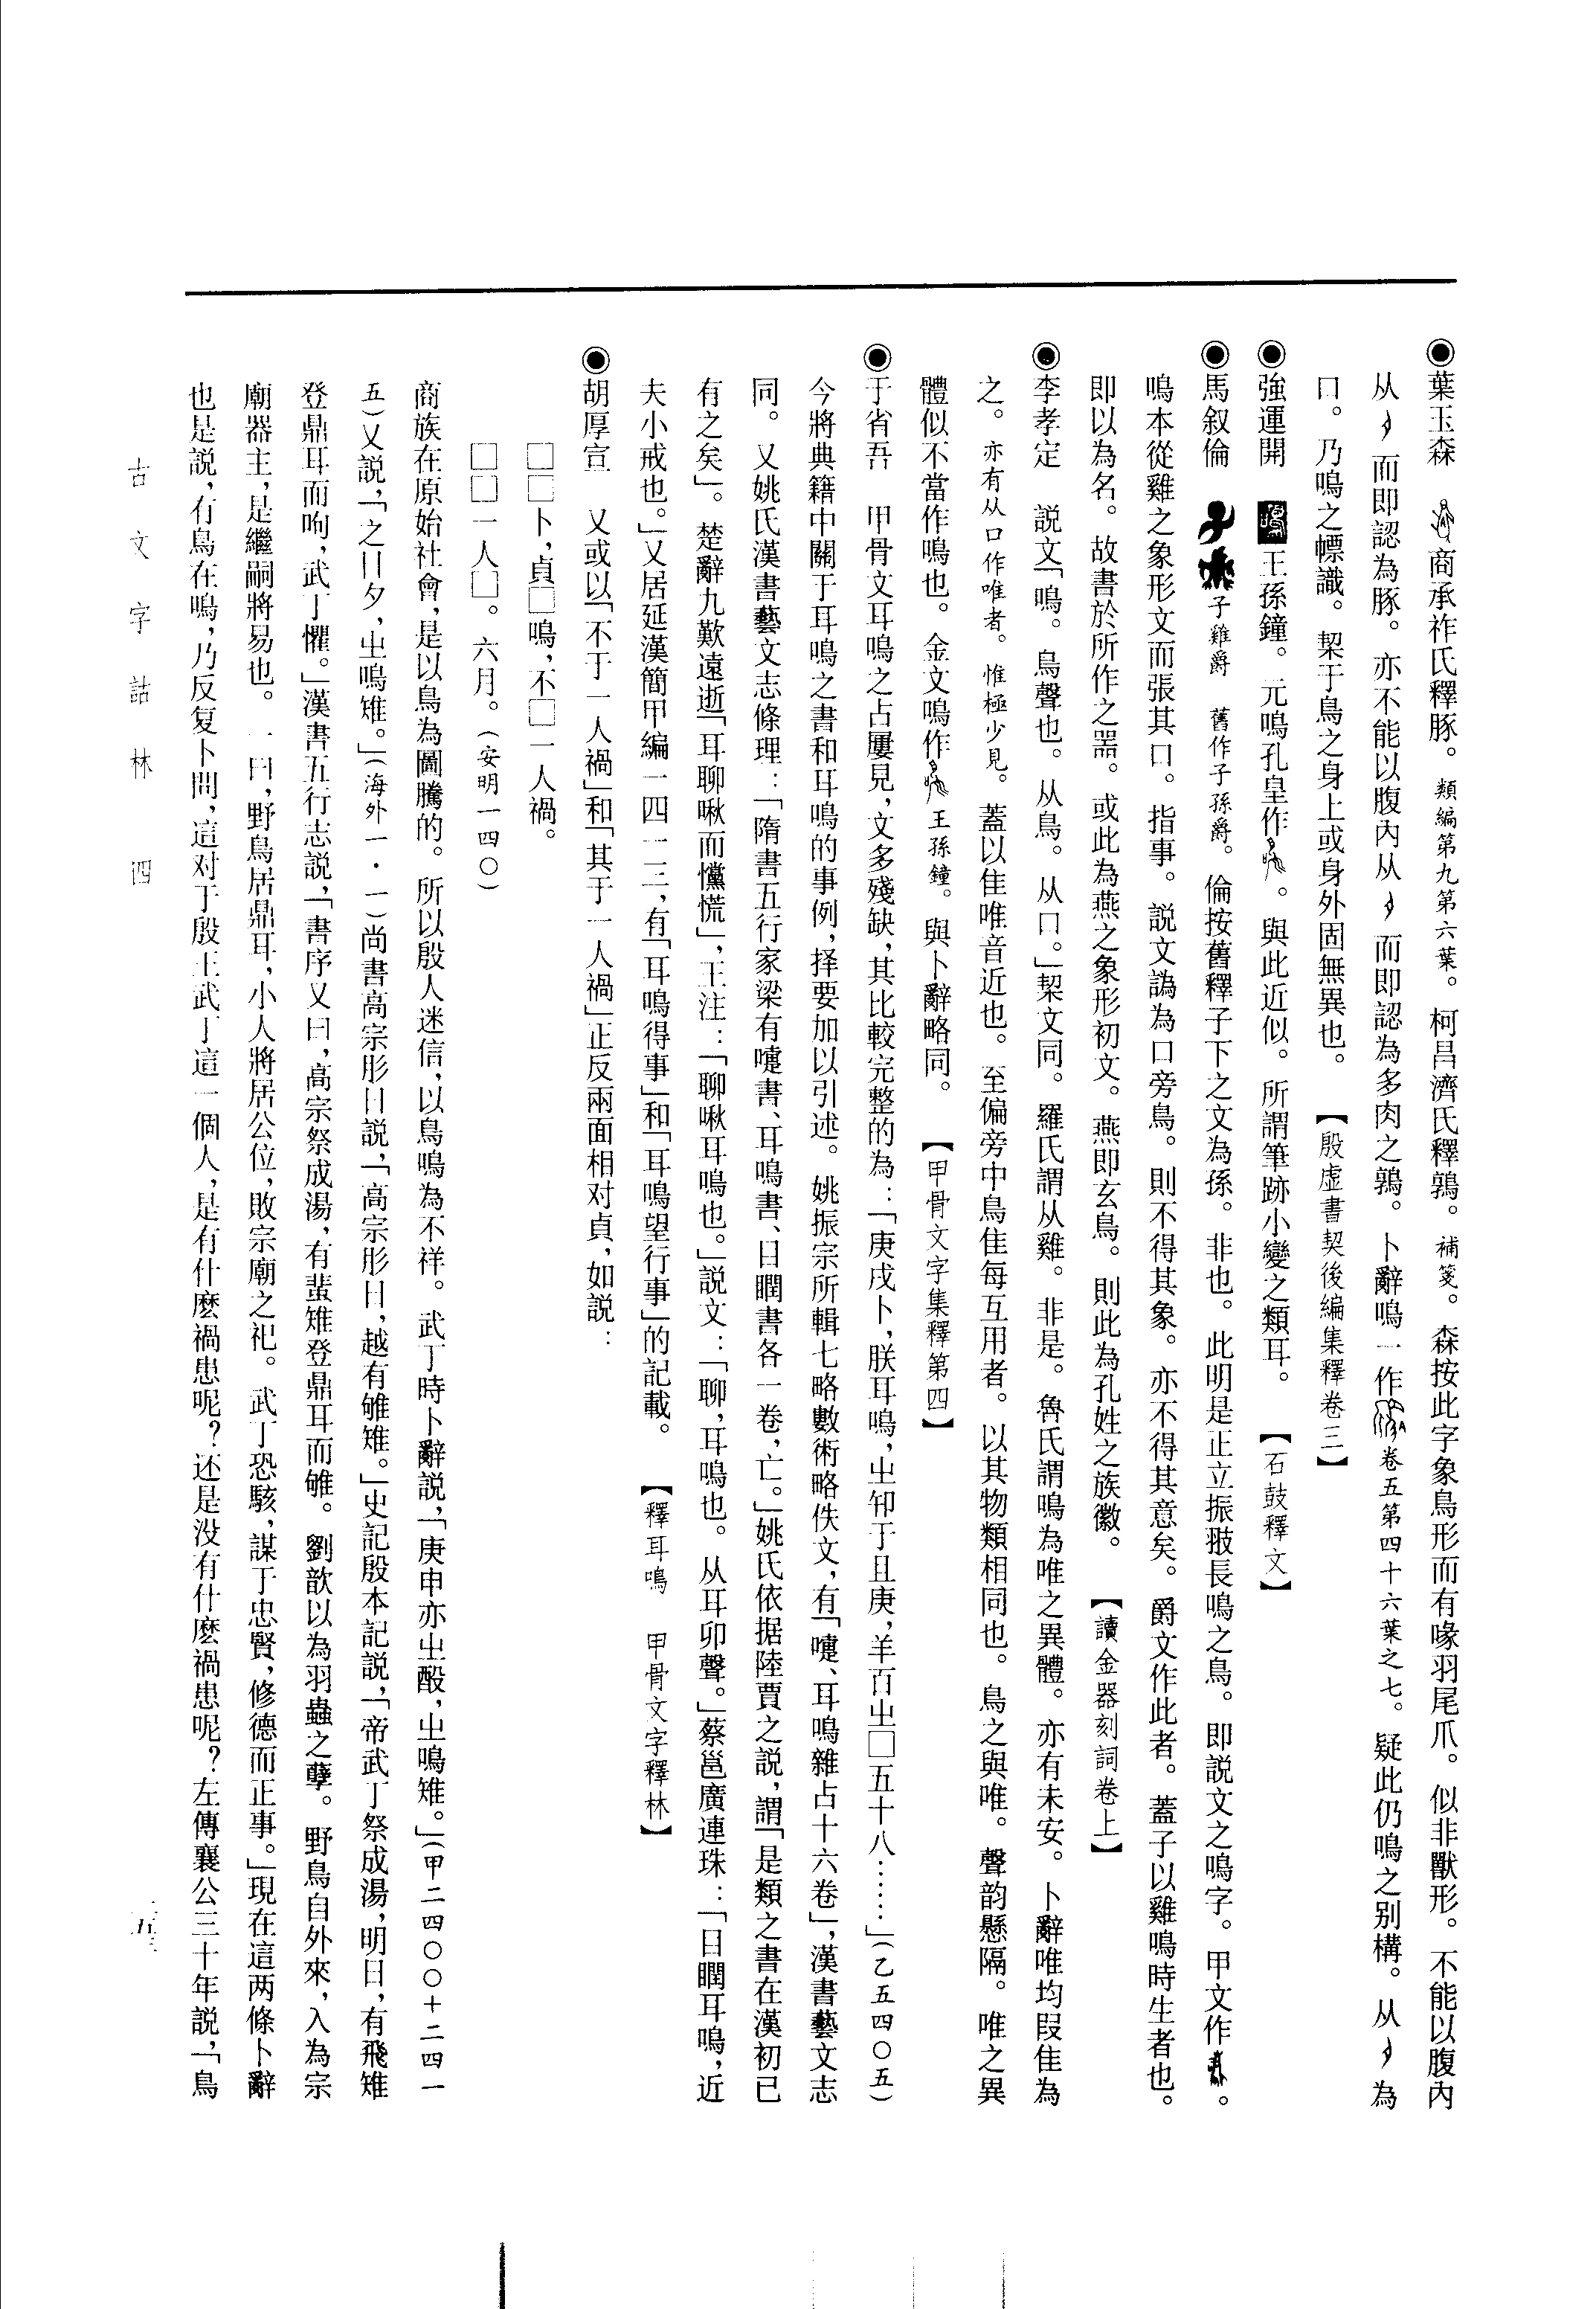 ◉葉玉森　商承祚氏釋豚。類編第九第六葉。柯昌濟氏釋鶉。補箋。森按此字象鳥形而有喙羽尾爪。似非獸形。不能以腹內
从　而即認為豚。亦不能以腹內从　而即認為多肉之鶉。卜辭鳴一作　卷五第四十六葉之七。疑此仍鳴之别構。从　為
口。乃鳴之幖識。栔于鳥之身上或身外固無異也。　【殷虛書契後編集釋卷三】
◉強運開　王孫鐘。元鳴孔皇作　。與此近似。所謂筆跡小變之類耳。　【石鼓釋文】
◉馬叙倫　子雞爵　舊作子孫爵。倫按舊釋子下之文為孫。非也。此明是正立振翄長鳴之鳥。即説文之鳴字。甲文作　。
鳴本從雞之象形文而張其口。指事。説文譌為口旁鳥。則不得其象。亦不得其意矣。爵文作此者。蓋子以雞鳴時生者也。
即以為名。故書於所作之噐。或此為燕之象形初文。燕即玄鳥。則此為孔姓之族徽。　【讀金器刻詞卷上】
◉李孝定　説文「鳴。鳥聲也。从鳥。从口。」栔文同。羅氏謂从雞。非是。魯氏謂鳴為唯之異體。亦有未安。卜辭唯均叚隹為
之。亦有从口作唯者。惟極少見。蓋以隹唯音近也。至偏旁中鳥隹每互用者。以其物類相同也。鳥之與唯。聲韵懸隔。唯之異
體似不當作鳴也。金文鳴作　王孫鐘。與卜辭略同。　【甲骨文字集釋第四】
◉于省吾　甲骨文耳鳴之占屢見，文多殘缺，其比較完整的為：「庚戌卜，朕耳鳴，㞢𠨘于且庚，羊百㞢□五十八……」（乙五四〇五）
今將典籍中關于耳鳴之書和耳鳴的事例，择要加以引述。姚振宗所輯七略數術略佚文，有「嚏、耳鳴雜占十六卷」，漢書藝文志
同。又姚氏漢書藝文志條理：「隋書五行家梁有嚏書、耳鳴書、目瞤書各一卷，亡。」姚氏依据陸賈之説，謂「是類之書在漢初已
有之矣」。楚辭九歎遠逝「耳聊啾而戃慌」，王注：「聊啾耳鳴也。」説文：「聊，耳鳴也。从耳卯聲。」蔡邕廣連珠：「目瞤耳鳴，近
夫小戒也。」又居延漢簡甲編一四一三，有「耳鳴得事」和「耳鳴望行事」的記載。　【釋耳鳴　甲骨文字釋林】
◉胡厚宣　又或以「不于一人禍」和「其于一人禍」正反兩面相对貞，如説：
□□卜，貞□鳴，不□一人禍。
□□一人□。六月。（安明一四〇）
商族在原始社會，是以鳥為圖騰的。所以殷人迷信，以鳥鳴為不祥。武丁時卜辭説，「庚申亦㞢酘，㞢鳴雉。」（甲二四〇〇＋二四一
五）又説，「之日夕，㞢鳴雉。」（海外一·一）尚書高宗肜日説，「高宗肜日，越有雊雉。」史記殷本記説，「帝武丁祭成湯，明日，有飛雉
登鼎耳而呴，武丁懼。」漢書五行志説，「書序又曰，高宗祭成湯，有蜚雉登鼎耳而雊。劉歆以為羽蟲之孽。野鳥自外來，入為宗
廟器主，是繼嗣將易也。一曰，野鳥居鼎耳，小人將居公位，敗宗廟之祀。武丁恐駭，謀于忠賢，修德而正事。」現在這两條卜辭
也是説，有鳥在鳴，乃反复卜問，這对于殷王武丁這一個人，是有什麽禍患呢？还是没有什麽禍患呢？左傳襄公三十年説，「鳥
古文字詁林　四